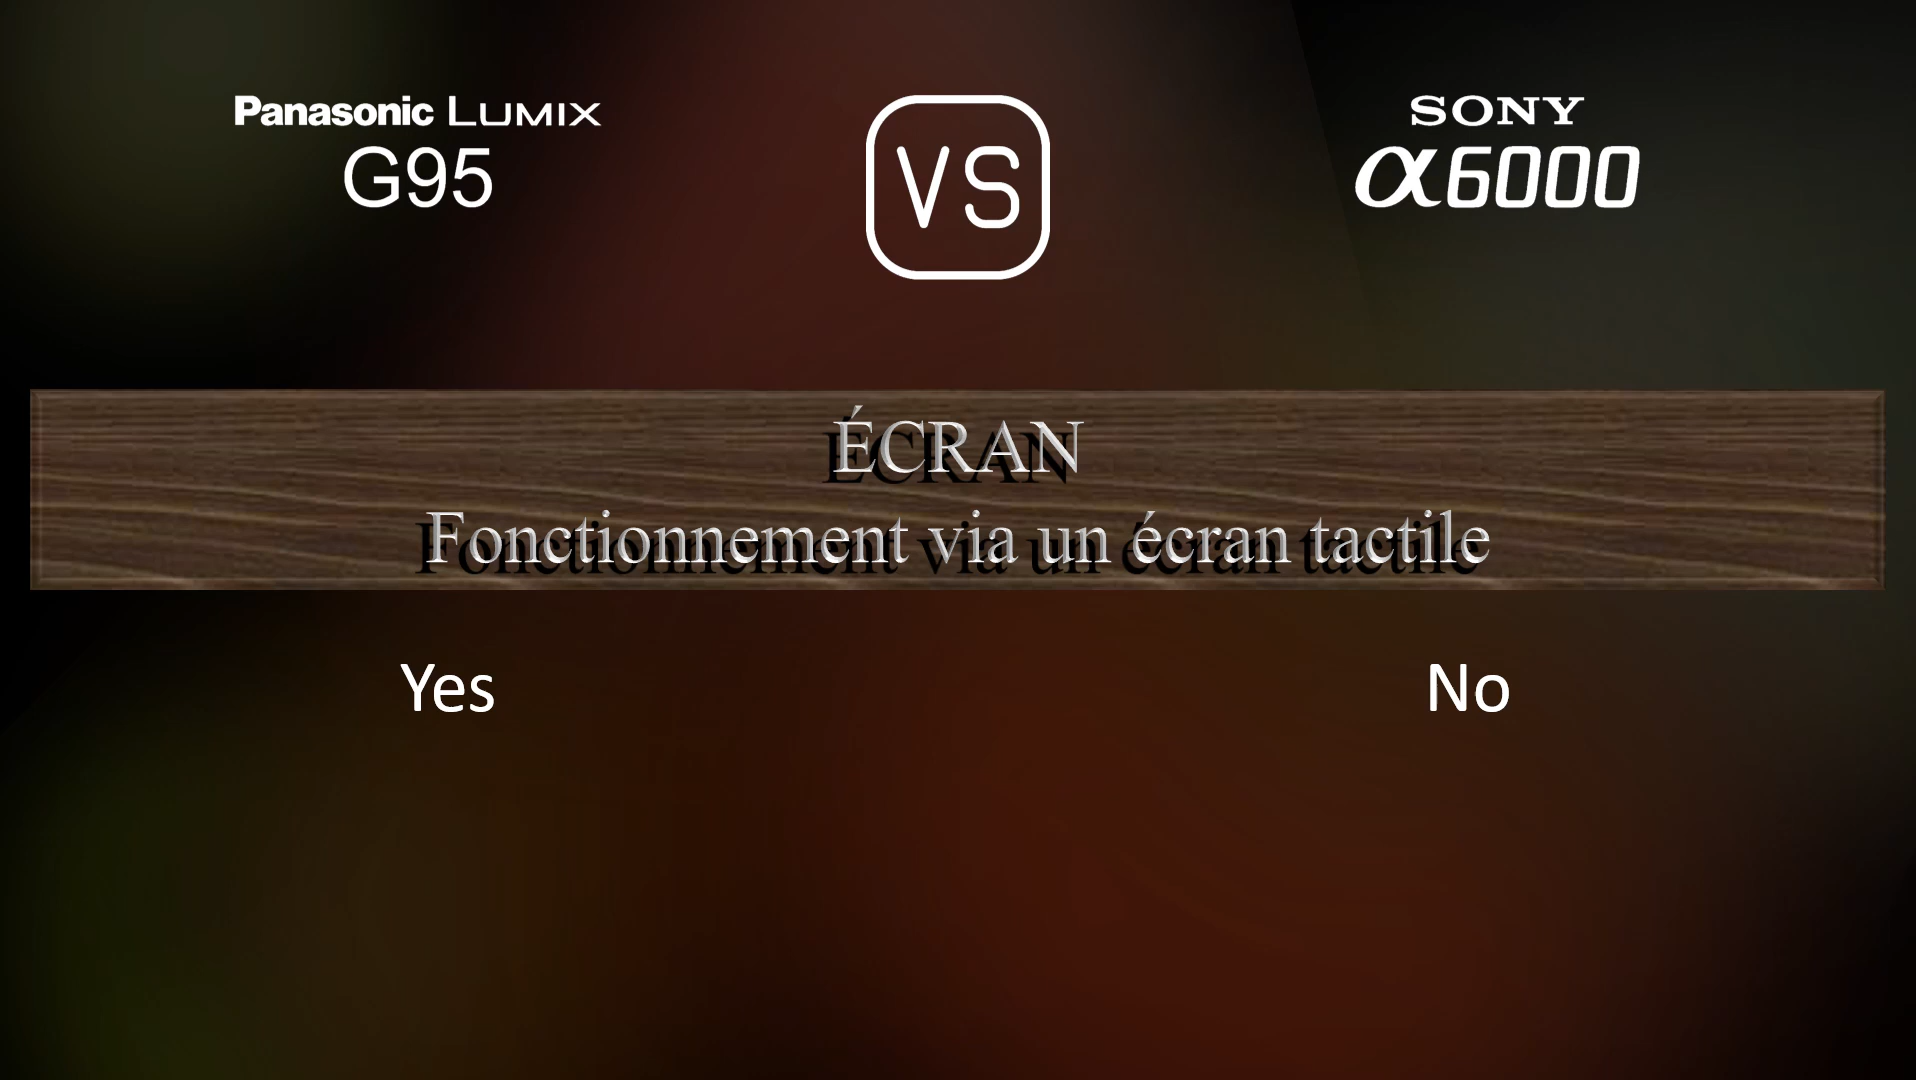 Panasonic LUMIX
G95
VS
SONY
α6000
ÉCRAN
Fonctionnement via un écran tactile
Yes
No